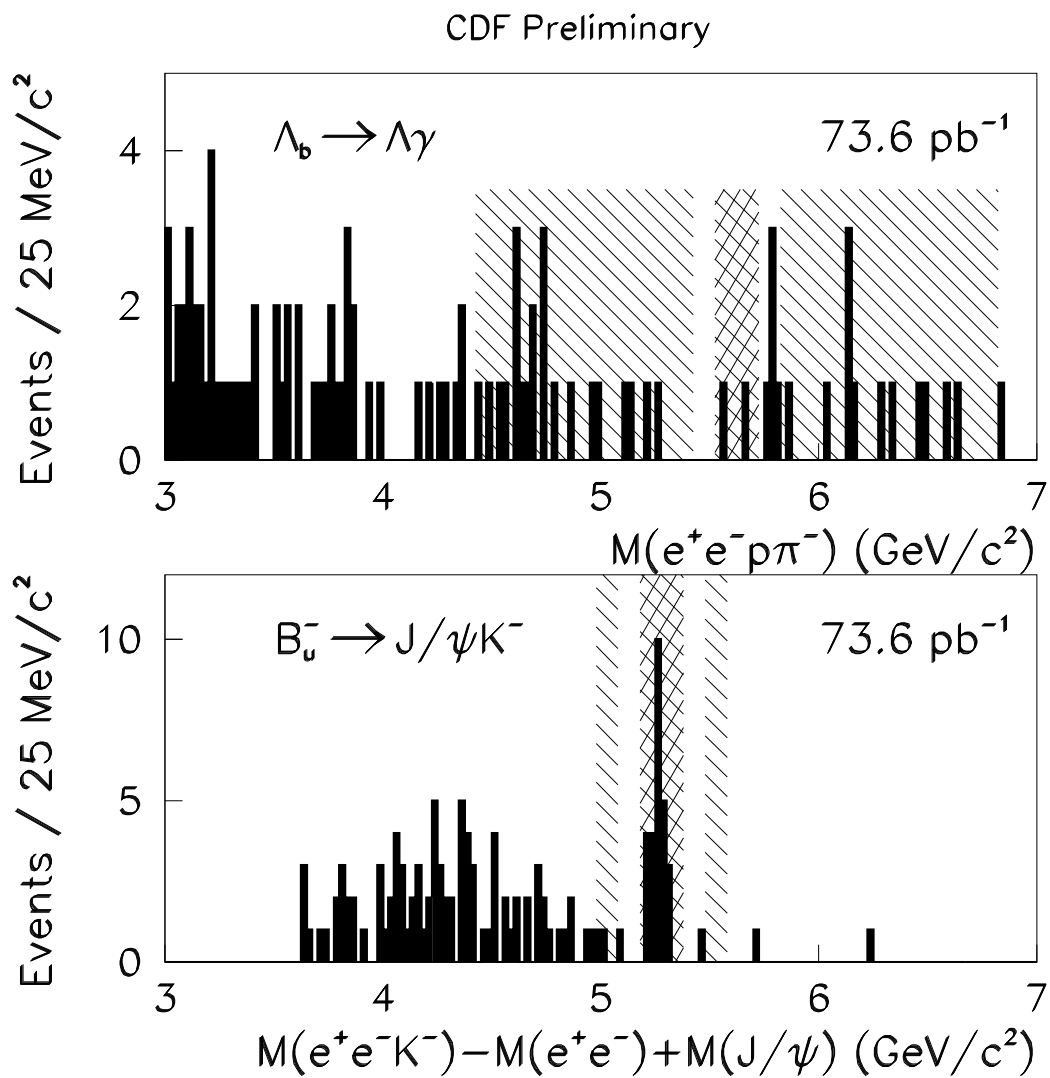 CDF Preliminary
Events / 25 MeV/c²
Λb → Λγ
73.6 pb⁻¹
4
2
0
3 4 5 6 7
M(e⁺e⁻pπ⁻) (GeV/c²)
Events / 25 MeV/c²
B⁻u → J/ψK⁻
73.6 pb⁻¹
10
5
0
3 4 5 6 7
M(e⁺e⁻K⁻)−M(e⁺e⁻)+M(J/ψ) (GeV/c²)